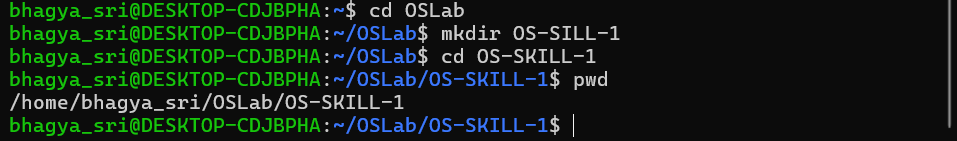 bhagya_sri@DESKTOP-CDJBPHA:~$ cd OSLab
bhagya_sri@DESKTOP-CDJBPHA:~/OSLab$ mkdir OS-SILL-1
bhagya_sri@DESKTOP-CDJBPHA:~/OSLab$ cd OS-SKILL-1
bhagya_sri@DESKTOP-CDJBPHA:~/OSLab/OS-SKILL-1$ pwd
/home/bhagya_sri/OSLab/OS-SKILL-1
bhagya_sri@DESKTOP-CDJBPHA:~/OSLab/OS-SKILL-1$